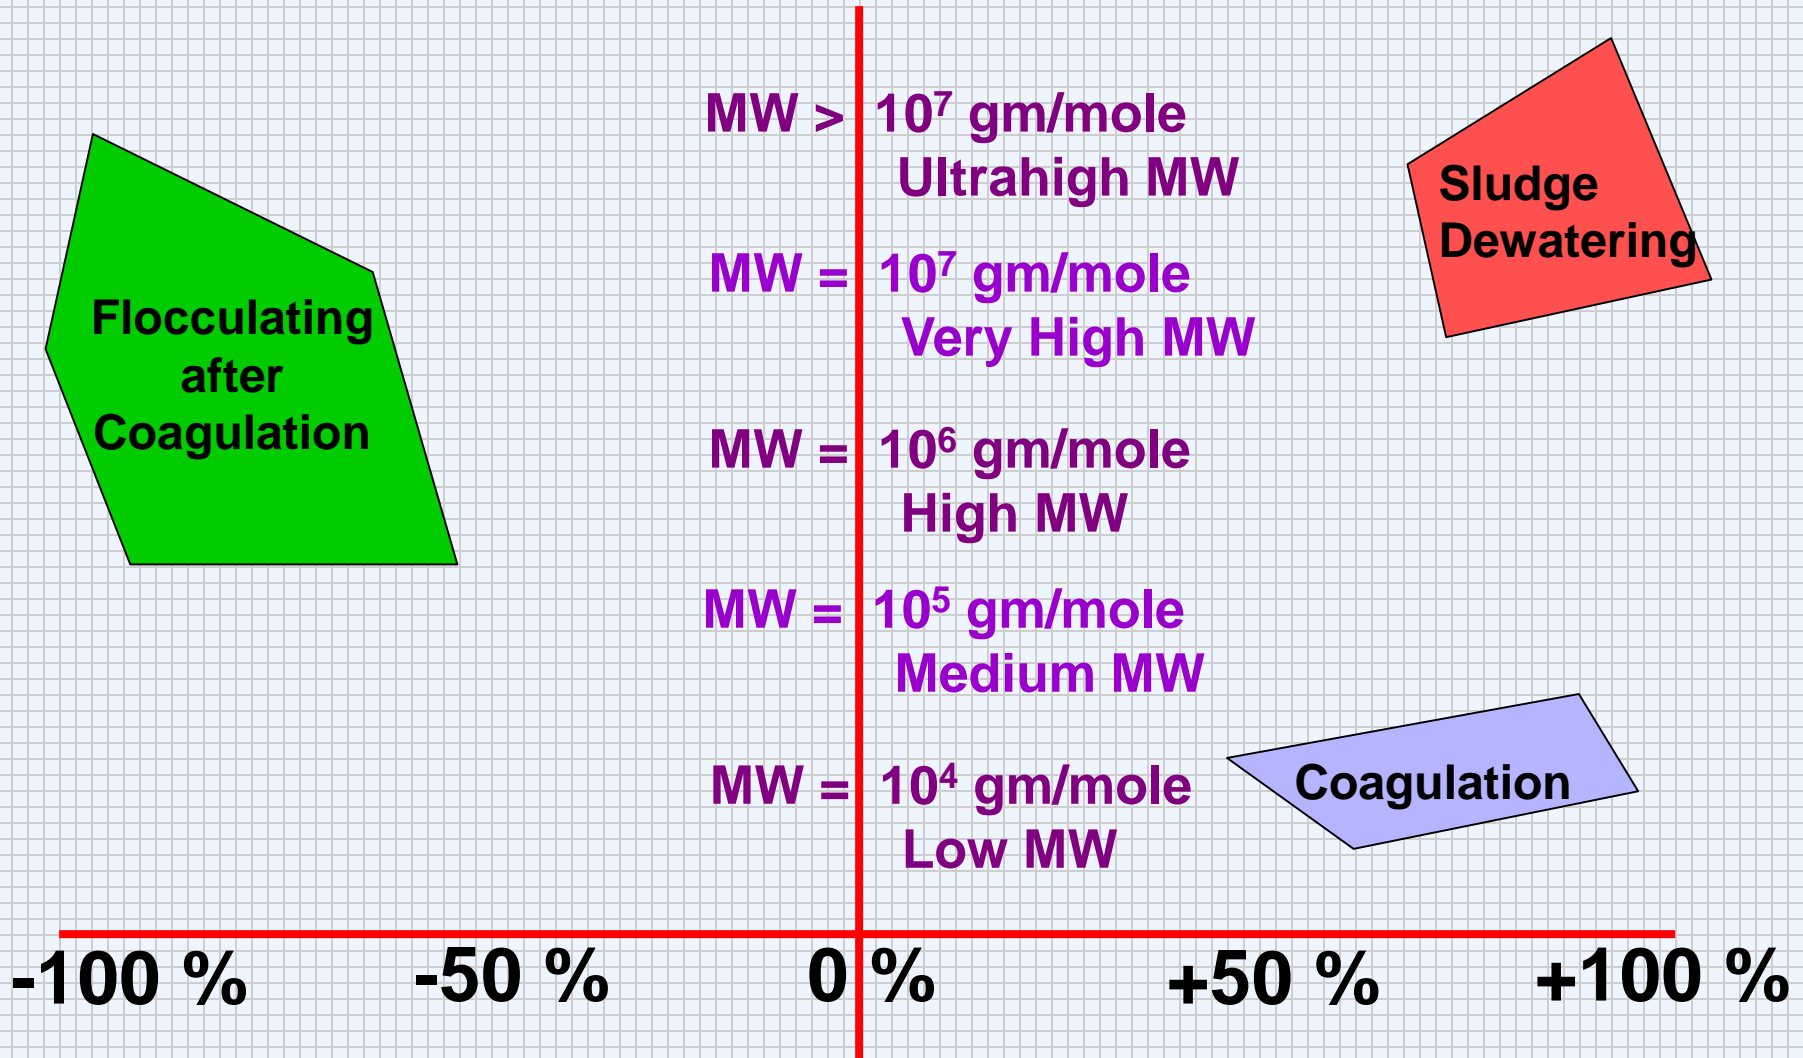 MW > 10⁷ gm/mole
Ultrahigh MW
MW = 10⁷ gm/mole
Very High MW
MW = 10⁶ gm/mole
High MW
MW = 10⁵ gm/mole
Medium MW
MW = 10⁴ gm/mole
Low MW
Flocculating
after
Coagulation
Sludge
Dewatering
Coagulation
-100 % -50 % 0 % +50 % +100 %